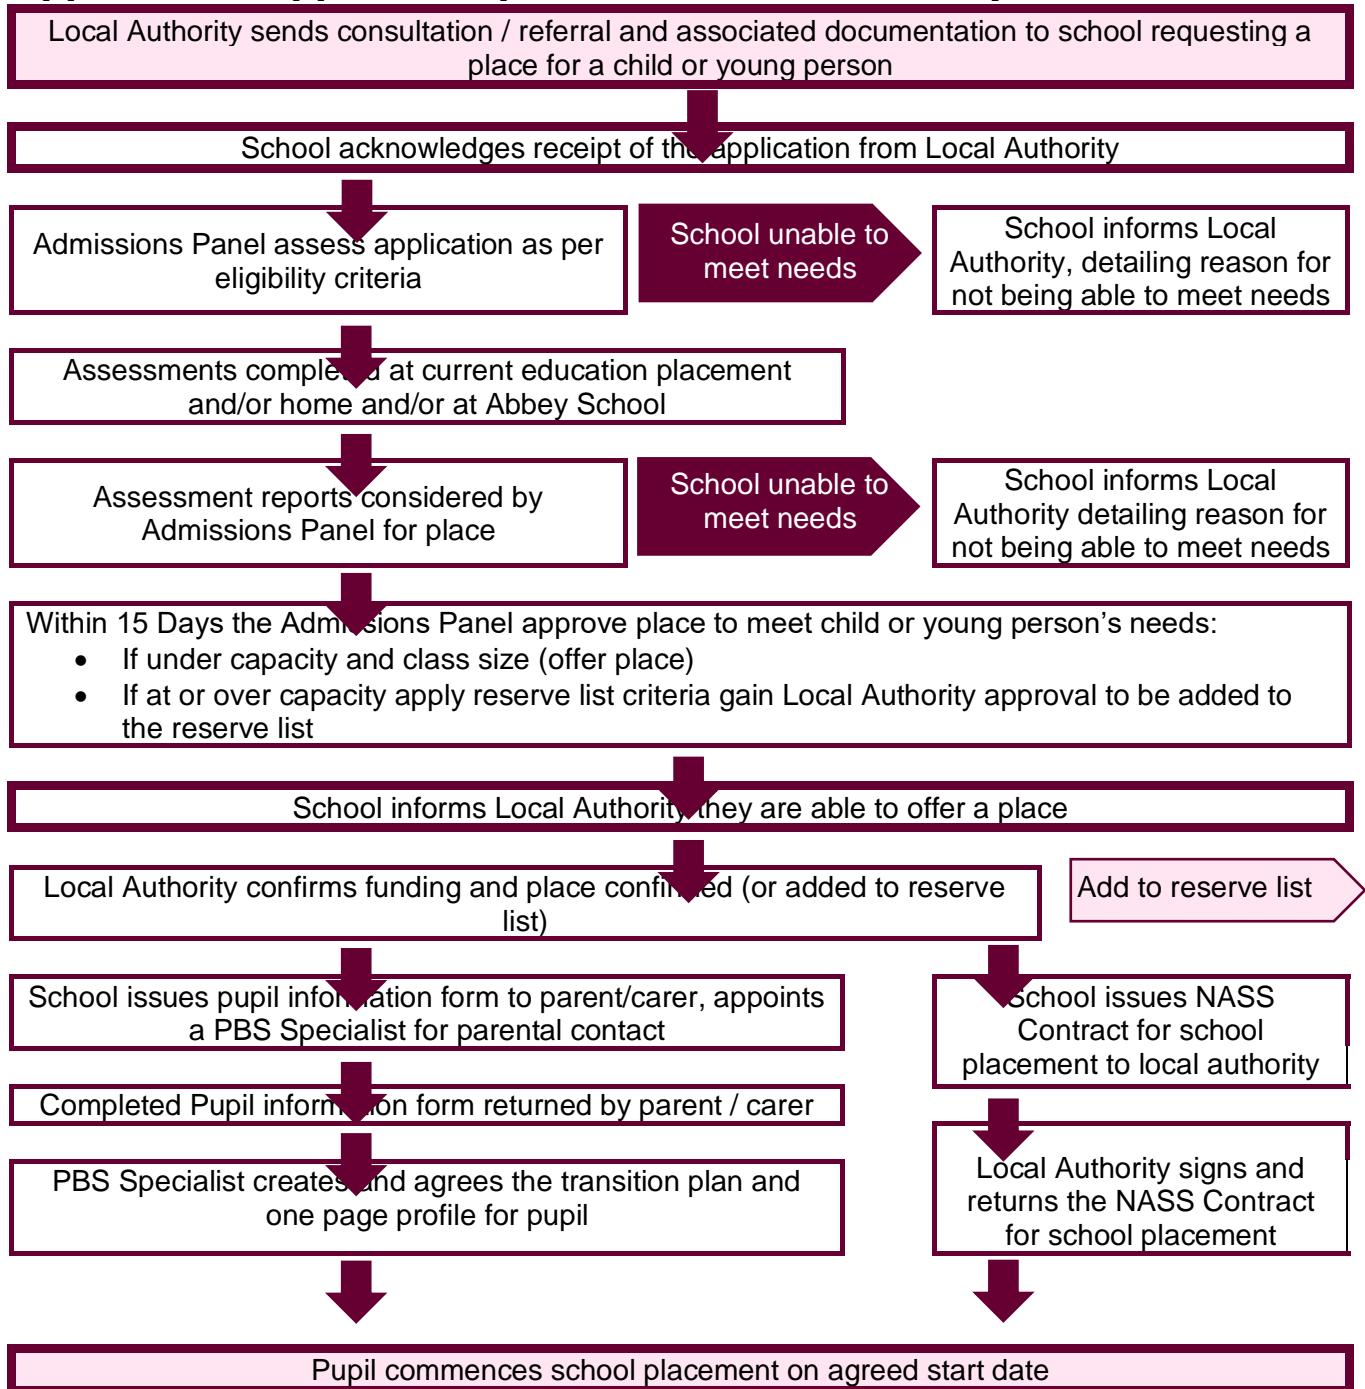 Local Authority sends consultation / referral and associated documentation to school requesting a
place for a child or young person
School acknowledges receipt of the application from Local Authority
Admissions Panel assess application as per
eligibility criteria
School unable to
meet needs
School informs Local
Authority, detailing reason for
not being able to meet needs
Assessments completed at current education placement
and/or home and/or at Abbey School
Assessment reports considered by
Admissions Panel for place
School unable to
meet needs
School informs Local
Authority detailing reason for
not being able to meet needs
Within 15 Days the Admissions Panel approve place to meet child or young person's needs:
• If under capacity and class size (offer place)
• If at or over capacity apply reserve list criteria gain Local Authority approval to be added to
the reserve list
School informs Local Authority they are able to offer a place
Local Authority confirms funding and place confirmed (or added to reserve
list)
Add to reserve list
School issues pupil information form to parent/carer, appoints
a PBS Specialist for parental contact
School issues NASS
Contract for school
placement to local authority
Completed Pupil information form returned by parent / carer
PBS Specialist creates and agrees the transition plan and
one page profile for pupil
Local Authority signs and
returns the NASS Contract
for school placement
Pupil commences school placement on agreed start date